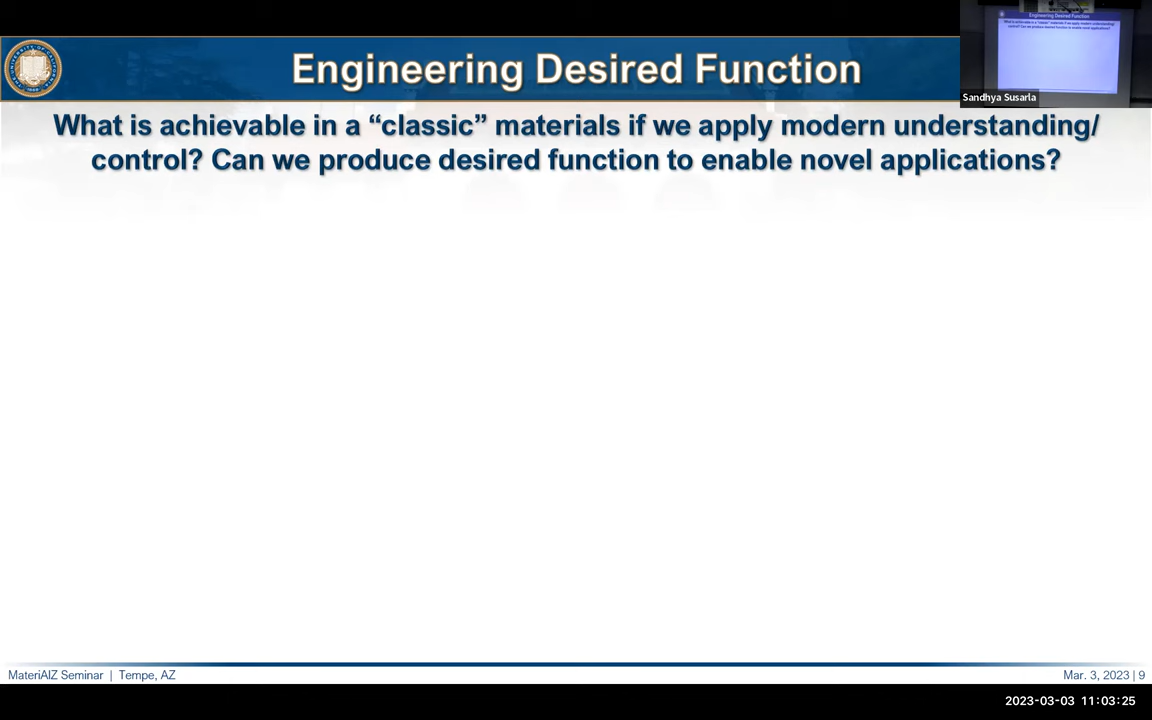 Engineering Desired Function
What is achievable in a “classic” materials if we apply modern understanding/
control? Can we produce desired function to enable novel applications?
Sandhya Susarla
MateriAlZ Seminar | Tempe, AZ
Mar. 3, 2023 | 9
2023-03-03 11:03:25